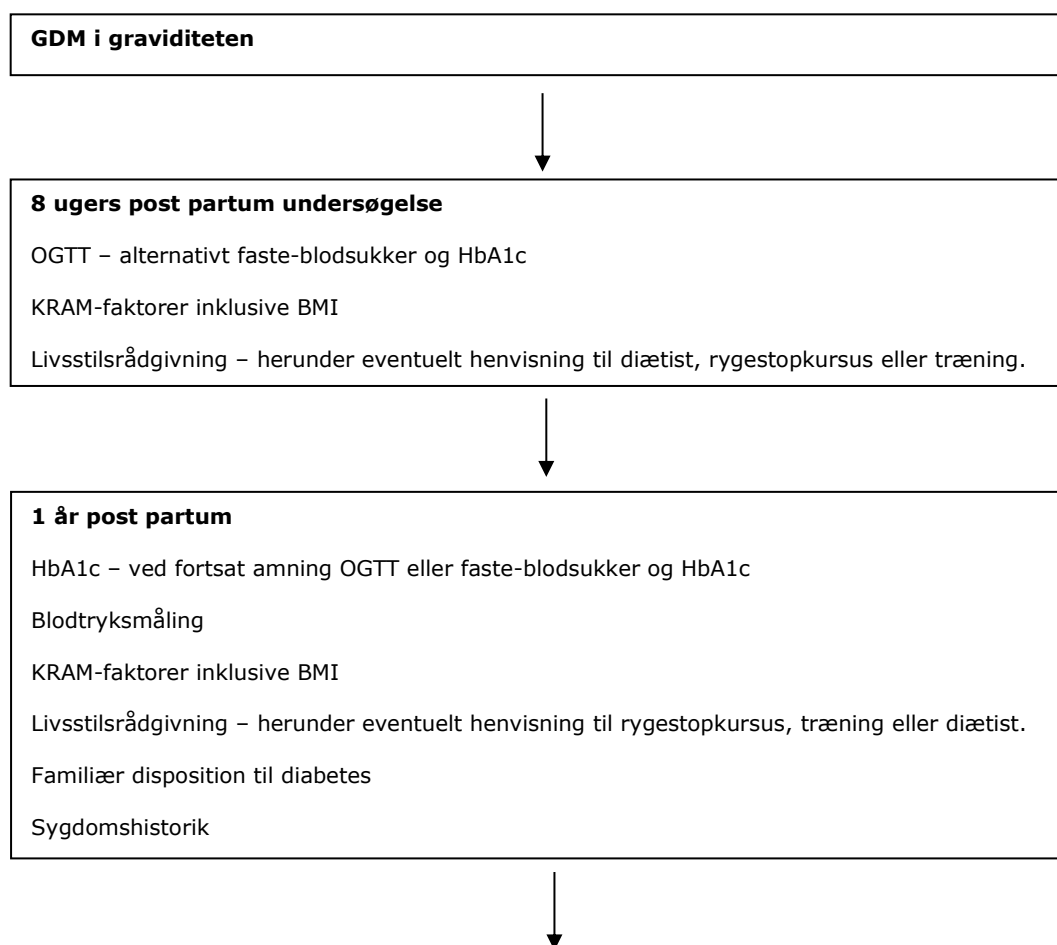 GDM i graviditeten
8 ugers post partum undersøgelse
OGTT – alternativt faste-blodsukker og HbA1c
KRAM-faktorer inklusive BMI
Livsstilsrådgivning – herunder eventuelt henvisning til diætist, rygestopkursus eller træning.
1 år post partum
HbA1c – ved fortsat amning OGTT eller faste-blodsukker og HbA1c
Blodtryksmåling
KRAM-faktorer inklusive BMI
Livsstilsrådgivning – herunder eventuelt henvisning til rygestopkursus, træning eller diætist.
Familiær disposition til diabetes
Sygdomshistorik